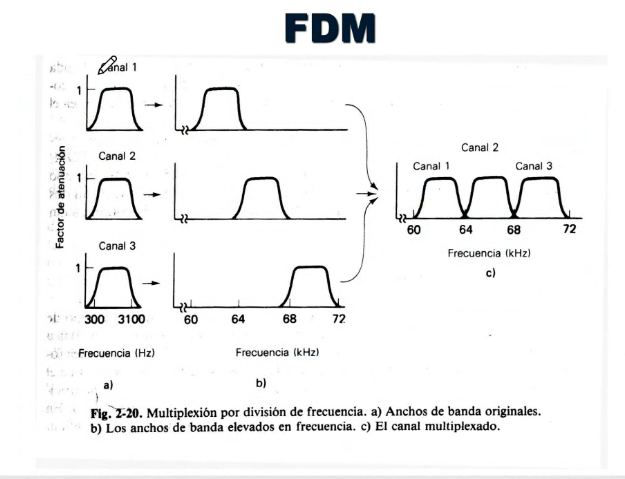 FDM
Canal 1
1
Canal 2
1
Canal 3
1
Factor de atenuación
300 3100
Frecuencia (Hz)
a)
60 64 68 72
Frecuencia (kHz)
b)
Canal 2
Canal 1 Canal 3
60 64 68 72
Frecuencia (kHz)
c)
Fig. 2-20. Multiplexión por división de frecuencia. a) Anchos de banda originales.
b) Los anchos de banda elevados en frecuencia. c) El canal multiplexado.